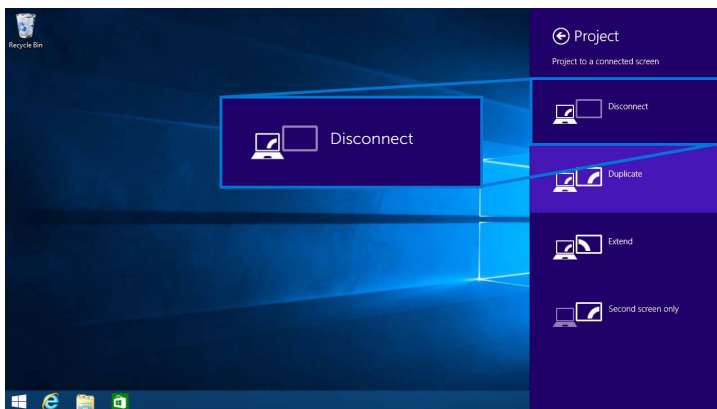 Recycle Bin
Project
Project to a connected screen
Disconnect
Disconnect
Duplicate
Extend
Second screen only